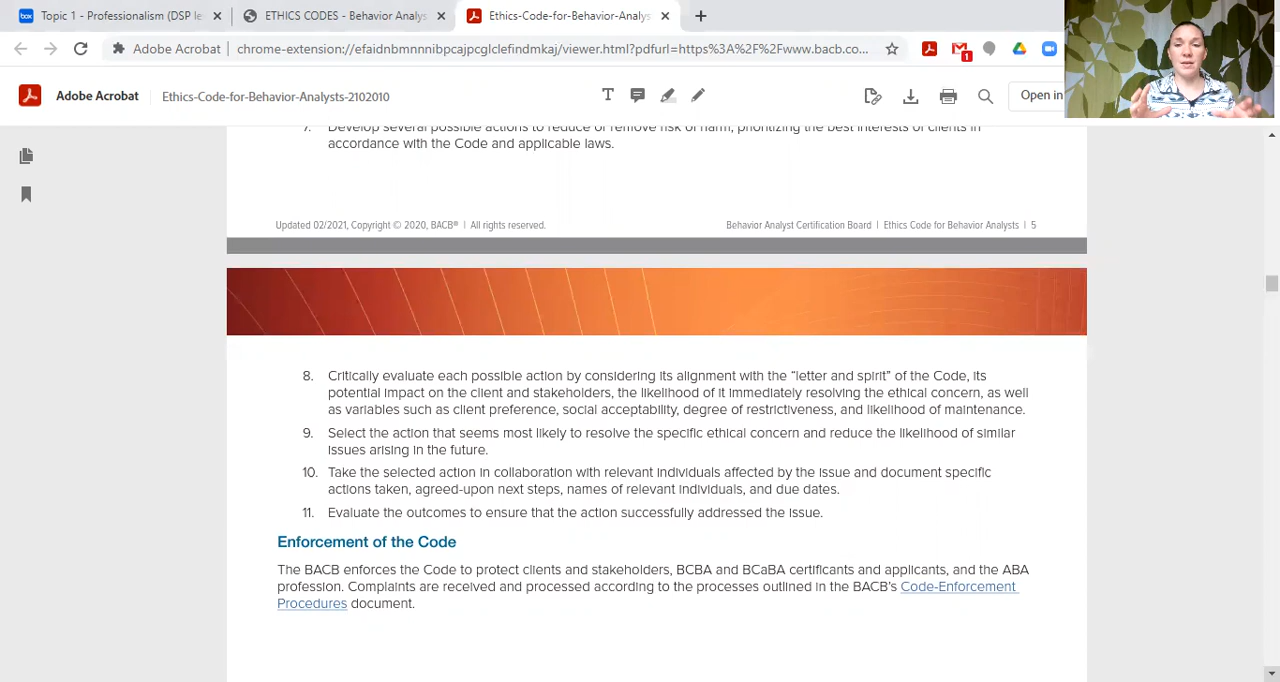 Topic 1 - Professionalism (DSP le
ETHICS CODES - Behavior Analys
Ethics-Code-for-Behavior-Analys
Adobe Acrobat
chrome-extension://efaidnbmnnnibpcajpcglclefindmkaj/viewer.html?pdfurl=https%3A%2F%2Fwww.bacb.co...
1
Adobe Acrobat
Ethics-Code-for-Behavior-Analysts-2102010
Open in
7. Develop several possible actions to reduce or remove risk of harm, prioritizing the best interests of clients in
accordance with the Code and applicable laws.
Updated 02/2021, Copyright © 2020, BACB® | All rights reserved.
Behavior Analyst Certification Board | Ethics Code for Behavior Analysts | 5
8. Critically evaluate each possible action by considering its alignment with the “letter and spirit” of the Code, its
potential impact on the client and stakeholders, the likelihood of it immediately resolving the ethical concern, as well
as variables such as client preference, social acceptability, degree of restrictiveness, and likelihood of maintenance.
9. Select the action that seems most likely to resolve the specific ethical concern and reduce the likelihood of similar
issues arising in the future.
10. Take the selected action in collaboration with relevant individuals affected by the issue and document specific
actions taken, agreed-upon next steps, names of relevant individuals, and due dates.
11. Evaluate the outcomes to ensure that the action successfully addressed the issue.
Enforcement of the Code
The BACB enforces the Code to protect clients and stakeholders, BCBA and BCaBA certificants and applicants, and the ABA
profession. Complaints are received and processed according to the processes outlined in the BACB’s Code-Enforcement
Procedures document.